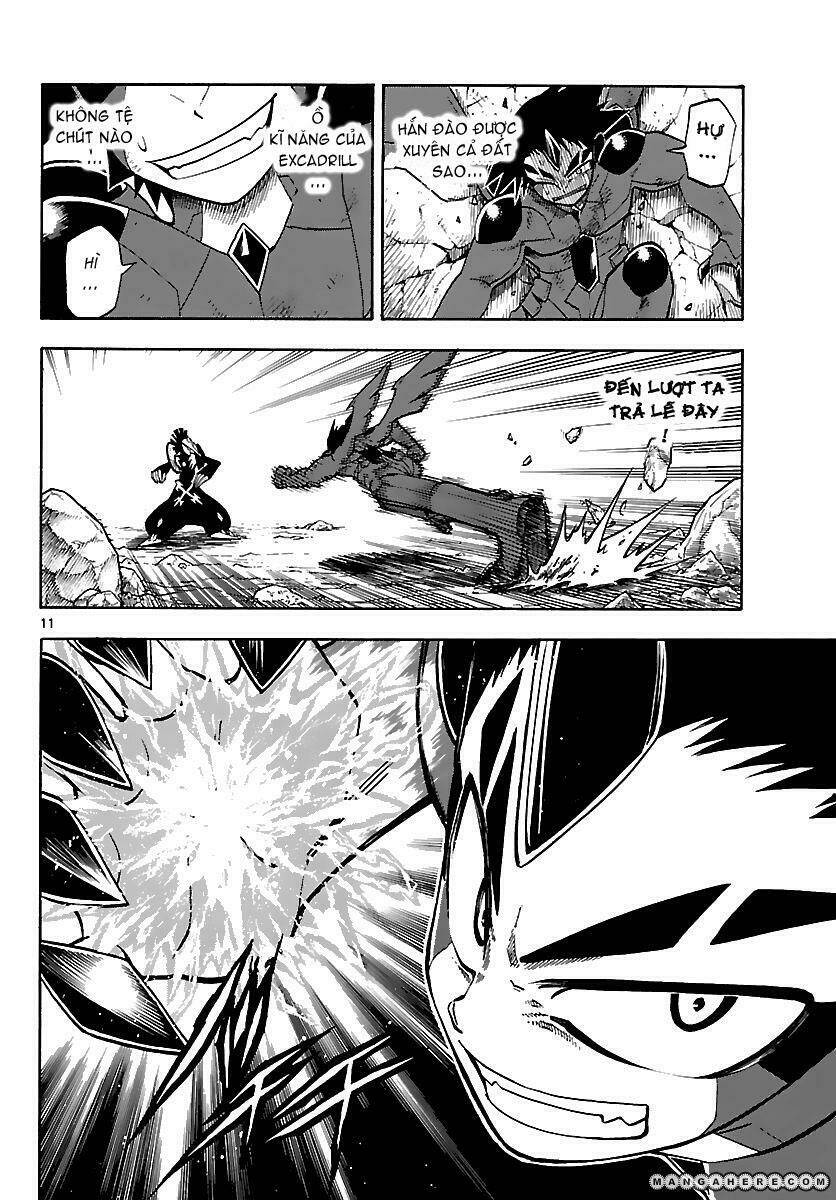 HỰ
...
HẮN ĐÀO ĐƯỢC
XUYÊN CẢ ĐẤT
SAO...
Ồ
KĨ NĂNG CỦA
EXCADRILL
...
KHÔNG TỆ
CHÚT NÀO
...
HÌ
...
ĐẾN LƯỢT TA
TRẢ LỄ ĐÂY
!
11
MANGAHERE.COM